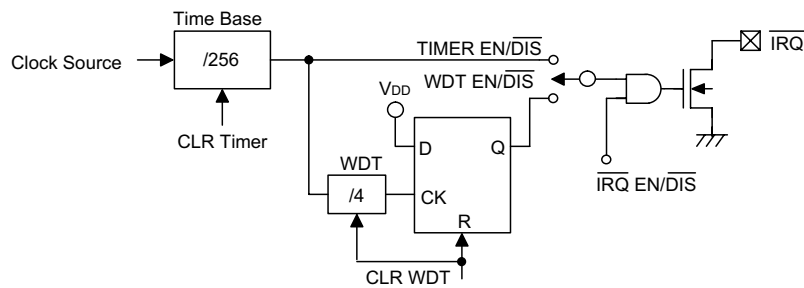 Time Base
Clock Source
/256
CLR Timer
TIMER EN/DIS
WDT EN/DIS
IRQ
VDD
D
Q
WDT
/4
CK
R
CLR WDT
IRQ EN/DIS